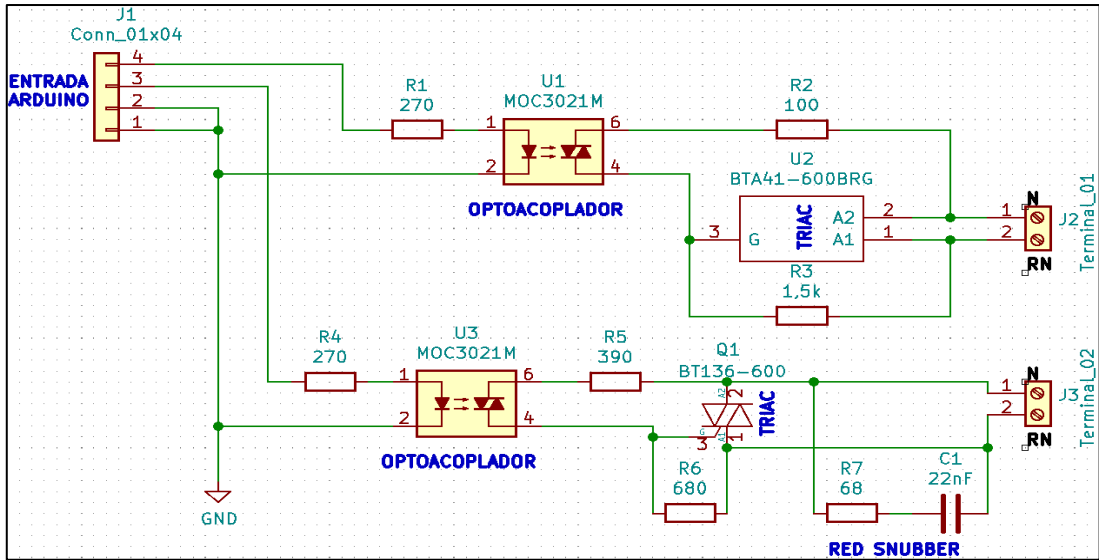 J1
Conn_01x04
ENTRADA
ARDUINO
4
3
2
1
R1
270
U1
MOC3021M
1
2
6
4
OPTOACOPLADOR
R2
100
U2
BTA41-600BRG
3
G
TRIAC
A2
A1
2
1
R3
1,5k
N
1
2
RN
J2
Terminal_01
R4
270
U3
MOC3021M
1
2
6
4
OPTOACOPLADOR
R5
390
Q1
BT136-600
A2
2
G
3
A1
1
TRIAC
R6
680
R7
68
C1
22nF
RED SNUBBER
N
1
2
RN
J3
Terminal_02
GND